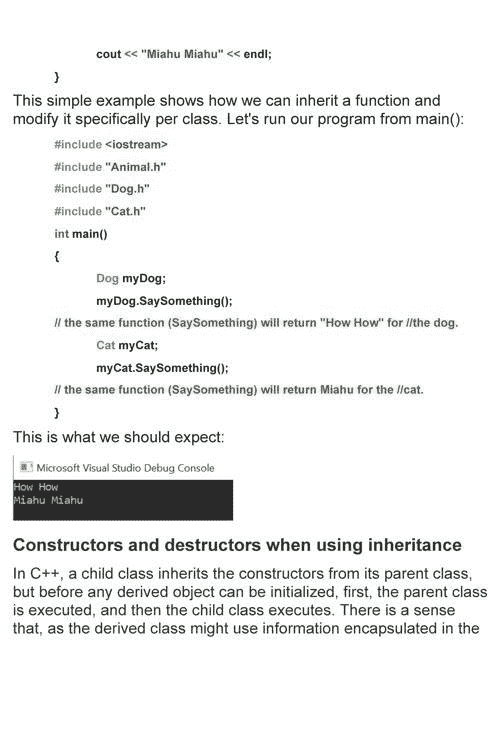 cout << "Miahu Miahu" << endl;
}
This simple example shows how we can inherit a function and
modify it specifically per class. Let's run our program from main():
#include <iostream>
#include "Animal.h"
#include "Dog.h"
#include "Cat.h"
int main()
{
Dog myDog;
myDog.SaySomething();
// the same function (SaySomething) will return "How How" for //the dog.
Cat myCat;
myCat.SaySomething();
// the same function (SaySomething) will return Miahu for the //cat.
}
This is what we should expect:
Microsoft Visual Studio Debug Console
How How
Miahu Miahu
Constructors and destructors when using inheritance
In C++, a child class inherits the constructors from its parent class,
but before any derived object can be initialized, first, the parent class
is executed, and then the child class executes. There is a sense
that, as the derived class might use information encapsulated in the